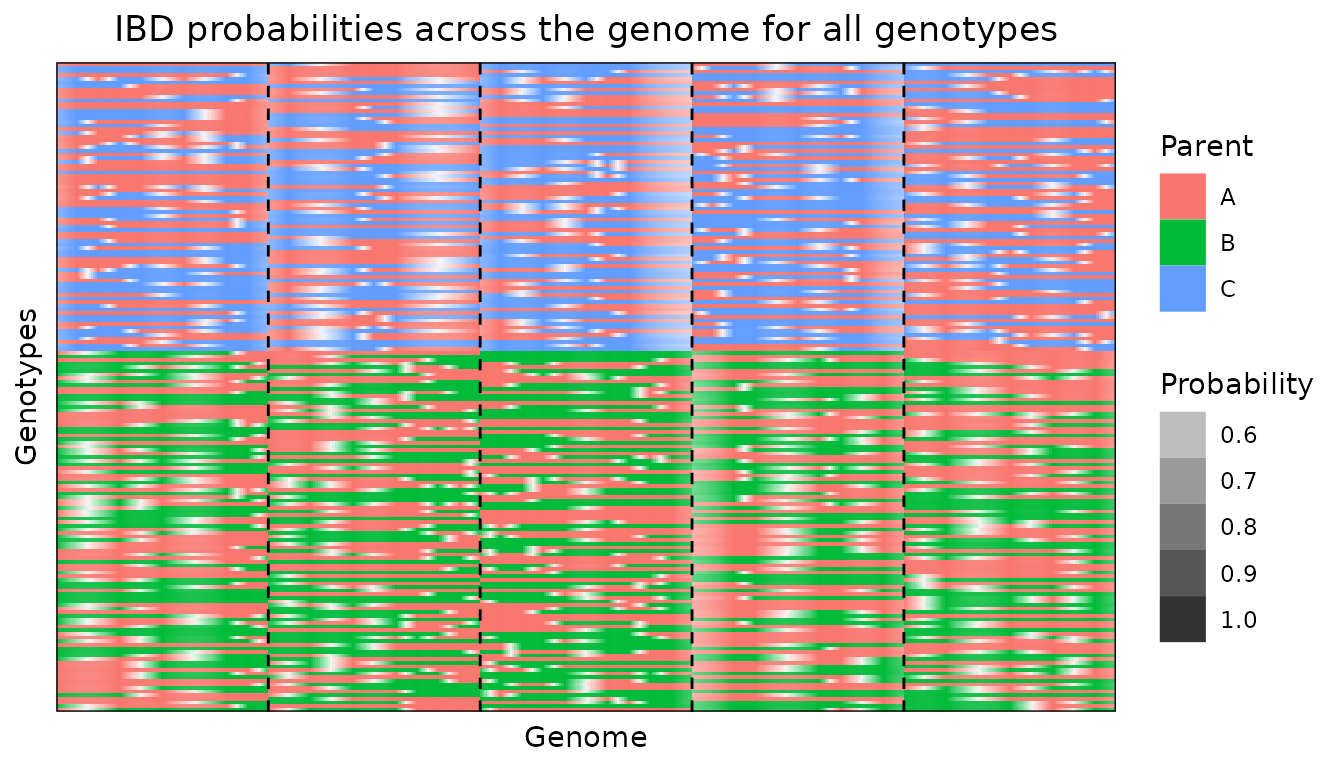 IBD probabilities across the genome for all genotypes
Genotypes
Genome
Parent
A
B
C
Probability
0.6
0.7
0.8
0.9
1.0